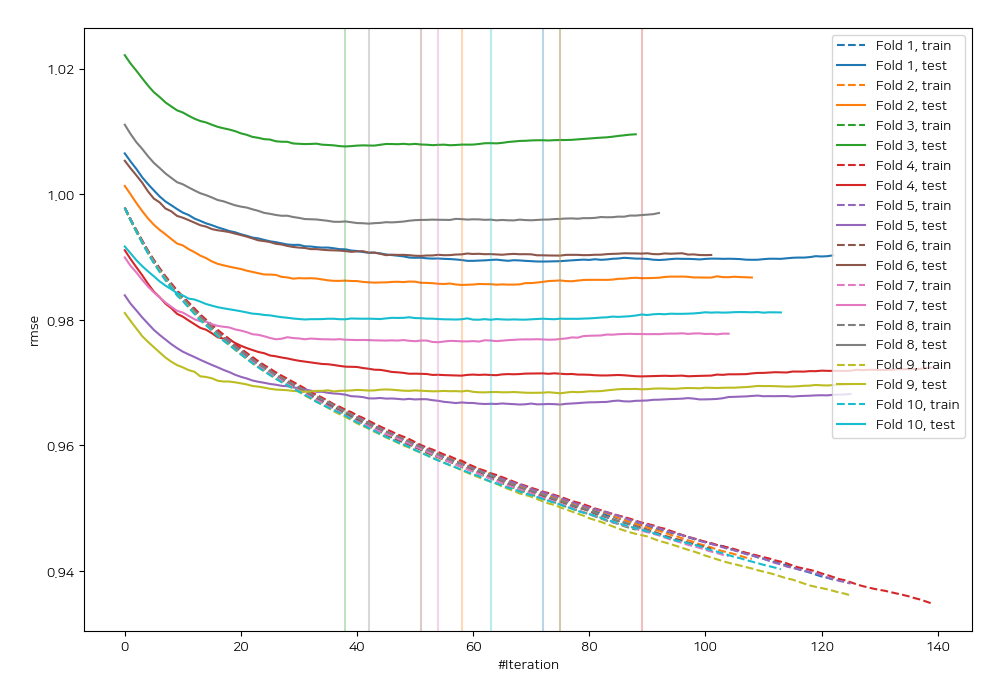 1.02
1.00
0.98
0.96
0.94
rmse
0
20
40
60
80
100
120
140
#Iteration
Fold 1, train
Fold 1, test
Fold 2, train
Fold 2, test
Fold 3, train
Fold 3, test
Fold 4, train
Fold 4, test
Fold 5, train
Fold 5, test
Fold 6, train
Fold 6, test
Fold 7, train
Fold 7, test
Fold 8, train
Fold 8, test
Fold 9, train
Fold 9, test
Fold 10, train
Fold 10, test